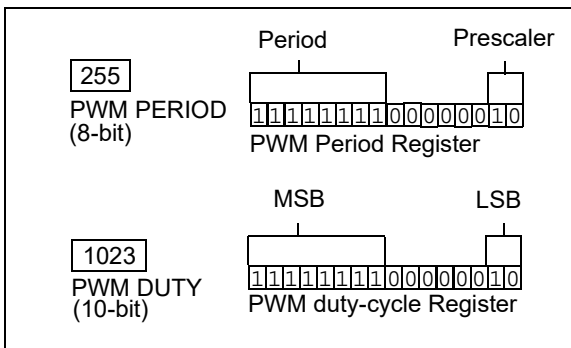 Period Prescaler
255
PWM PERIOD
(8-bit)
1111111100000010
PWM Period Register
MSB LSB
1023
PWM DUTY
(10-bit)
1111111100000010
PWM duty-cycle Register